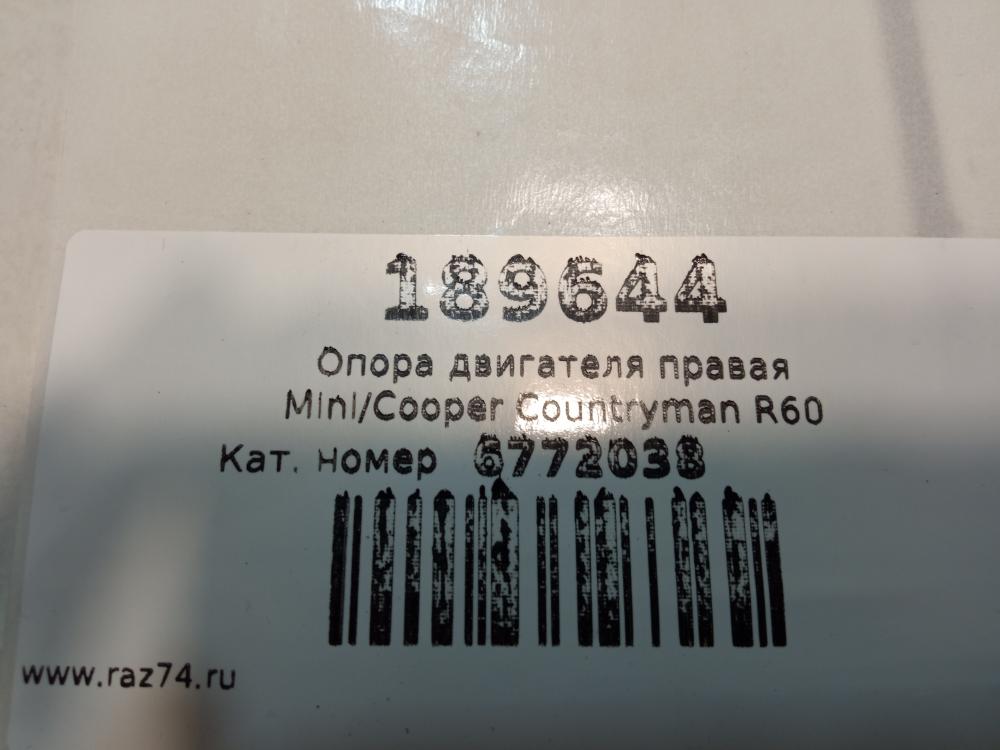 189644
Опора двигателя правая
Mini/Cooper Countryman R60
Кат. номер 6772038
www.raz74.ru